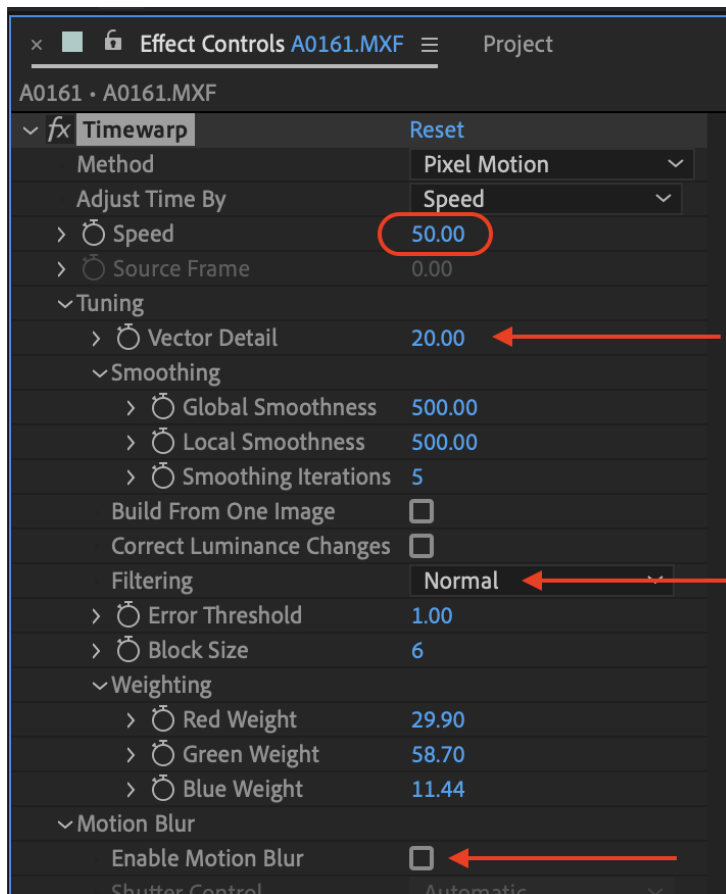 × Effect Controls A0161.MXF ☰ Project
A0161 • A0161.MXF
fx Timewarp Reset
Method Pixel Motion
Adjust Time By Speed
Speed 50.00
Source Frame 0.00
Tuning
Vector Detail 20.00
Smoothing
Global Smoothness 500.00
Local Smoothness 500.00
Smoothing Iterations 5
Build From One Image
Correct Luminance Changes
Filtering Normal
Error Threshold 1.00
Block Size 6
Weighting
Red Weight 29.90
Green Weight 58.70
Blue Weight 11.44
Motion Blur
Enable Motion Blur
Shutter Control Automatic